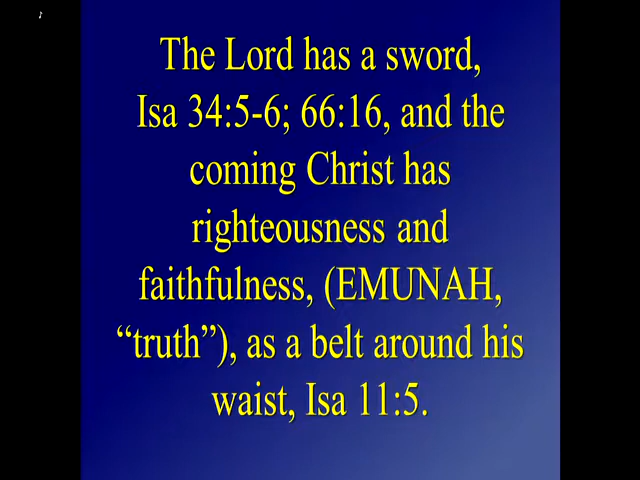 The Lord has a sword,
Isa 34:5-6; 66:16, and the
coming Christ has
righteousness and
faithfulness, (EMUNAH,
“truth”), as a belt around his
waist, Isa 11:5.